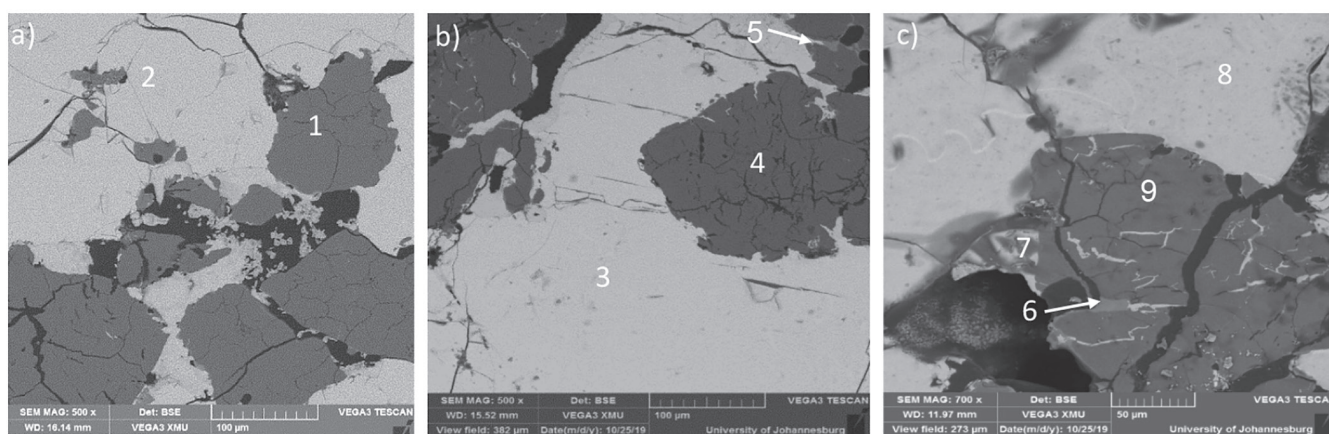 a)
2
1
SEM MAG: 500 x Det: BSE VEGA3 TESCAN
WD: 16.14 mm VEGA3 XMU 100 µm
b)
5
4
3
SEM MAG: 500 x Det: BSE VEGA3 TESCAN
WD: 15.52 mm VEGA3 XMU 100 µm
View field: 382 µm Date(m/d/y): 10/25/19 University of Johannesburg
c)
8
9
7
6
SEM MAG: 700 x Det: BSE VEGA3 TESCAN
WD: 11.97 mm VEGA3 XMU 50 µm
View field: 273 µm Date(m/d/y): 10/25/19 University of Johannesburg